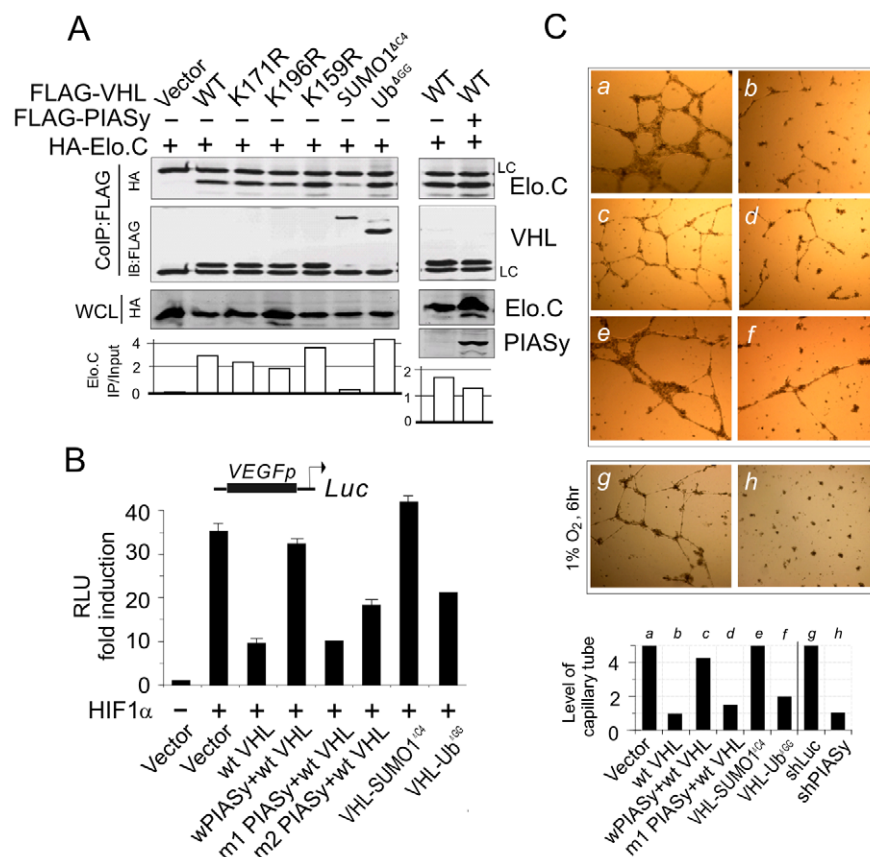 A
Vector
WT
K171R
K196R
K159R
SUMO1ΔC4
UbΔGG
WT
WT
FLAG-VHL
FLAG-PIASy – – – – – – – – +
HA-Elo.C + + + + + + + + +
CoIP:FLAG
HA
LC
Elo.C
IB:FLAG
VHL
LC
WCL
HA
Elo.C
PIASy
Elo.C
IP/Input
4
2
0
2
1
0
B
VEGFp
Luc
RLU
fold induction
40
30
20
10
0
HIF1α – + + + + + + +
Vector
Vector
wt VHL
wPIASy+wt VHL
m1 PIASy+wt VHL
m2 PIASy+wt VHL
VHL-SUMO1ΔC4
VHL-UbΔGG
C
a
b
c
d
e
f
g
h
1% O2, 6hr
Level of
capillary tube
4
2
0
a b c d e f g h
Vector
wt VHL
wPIASy+wt VHL
m1 PIASy+wt VHL
VHL-SUMO1ΔC4
VHL-UbΔGG
shLuc
shPIASy